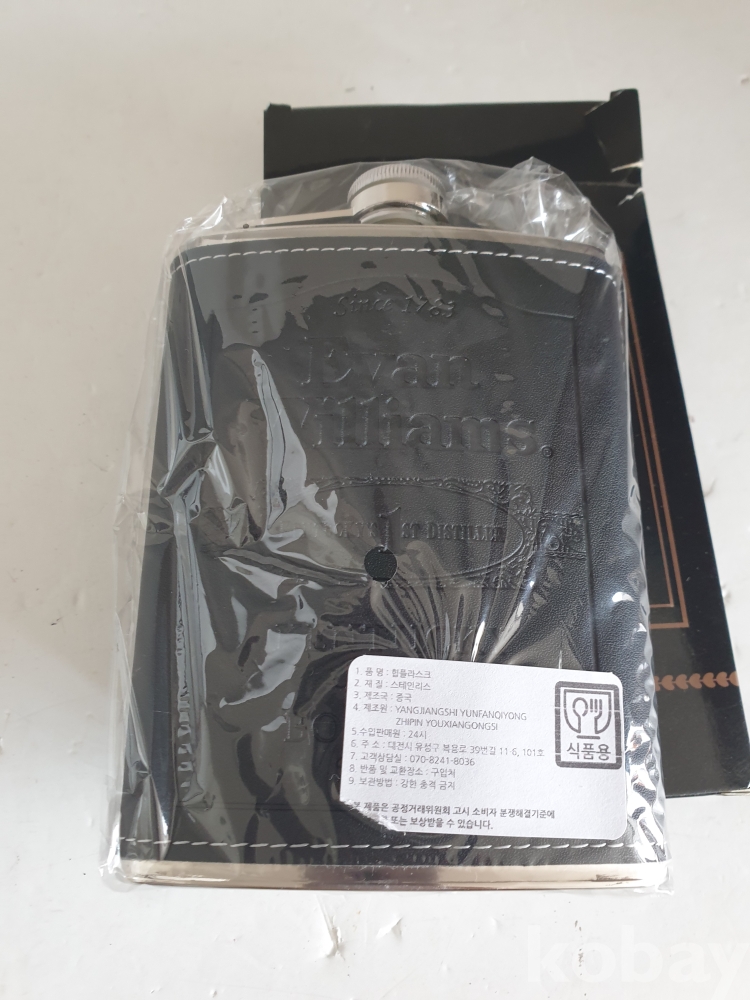 Since 1783
Evan
Williams®
1. 품 명 : 힙플라스크
2. 재 질 : 스테인리스
3. 제조국 : 중국
4. 제조원 : YANGJIANGSHI YUNFANQIYONG
ZHIPIN YOUXIANGONGSI
5. 수입판매원 : 24시
6. 주 소 : 대전시 유성구 복용로 39번길 11-6, 101호
7. 고객상담실 : 070-8241-8036
8. 반품 및 교환장소 : 구입처
9. 보관방법 : 강한 충격 금지
식품용
본 제품은 공정거래위원회 고시 소비자 분쟁해결기준에
또는 보상받을 수 있습니다.
kobay